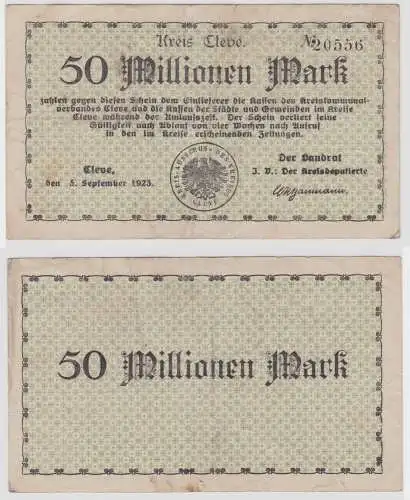 Kreis Cleve.
No 20556
50 Millionen Mark
zahlen gegen diesen Schein dem Einlieferer die Kassen des Kreiskommunal-
verbandes Cleve und die Kassen der Städte und Gemeinden im Kreise
Cleve während der Umlaufszeit. Der Schein verliert seine
Gültigkeit nach Ablauf von vier Wochen nach Aufruf
in den im Kreise erscheinenden Zeitungen.
Cleve,
den 5. September 1923.
Der Landrat
J. V.: Der Kreisdeputierte
50 Millionen Mark